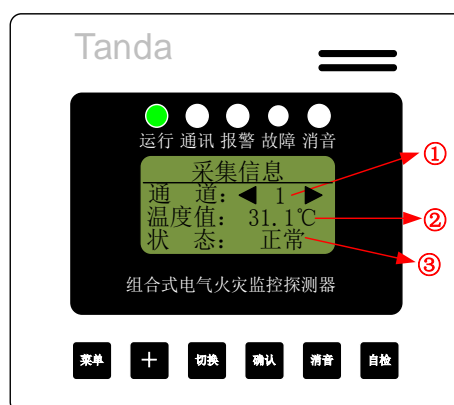 Tanda
运行 通讯 报警 故障 消音
采集信息
通 道: ◀ 1 ▶
①
温度值: 31.1℃
②
状 态: 正常
③
组合式电气火灾监控探测器
菜单 + 切换 确认 消音 自检